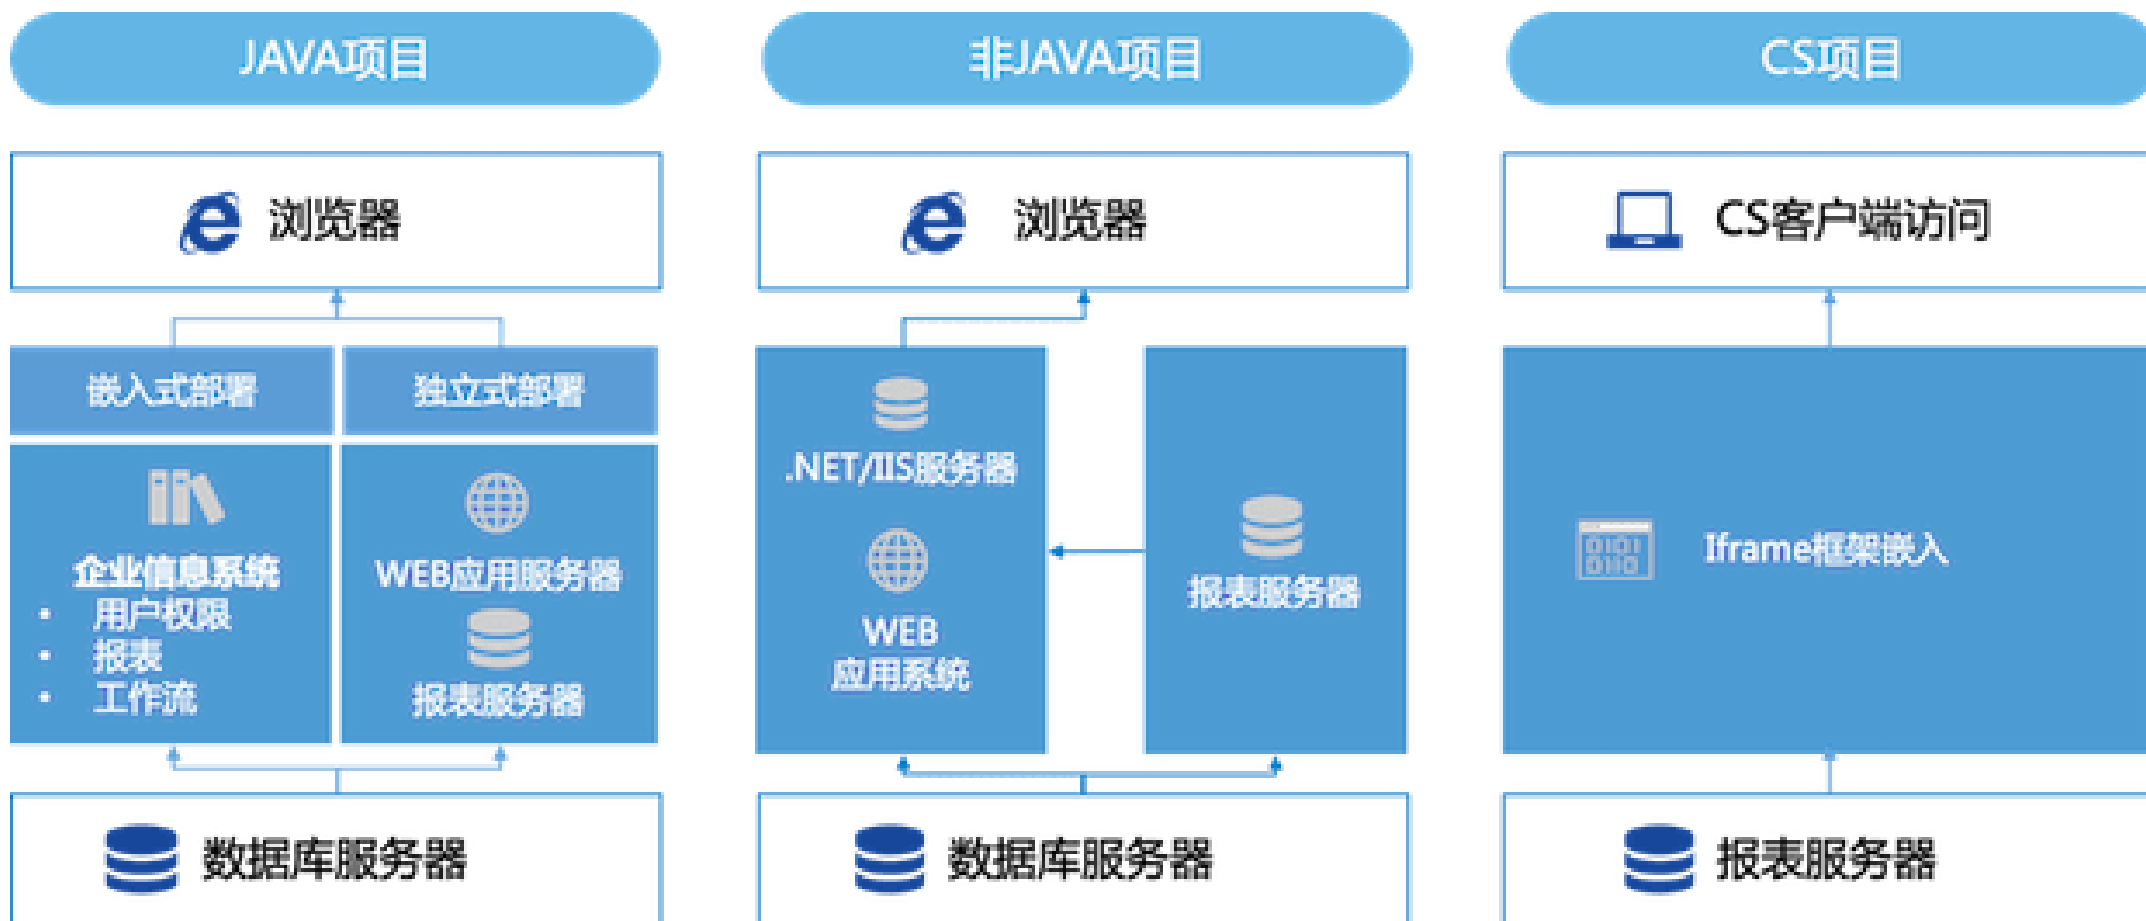 JAVA项目
浏览器
嵌入式部署
独立式部署
企业信息系统
• 用户权限
• 报表
• 工作流
WEB应用服务器
报表服务器
数据库服务器
非JAVA项目
浏览器
.NET/IIS服务器
WEB
应用系统
报表服务器
数据库服务器
CS项目
CS客户端访问
0101
0110
Iframe框架嵌入
报表服务器